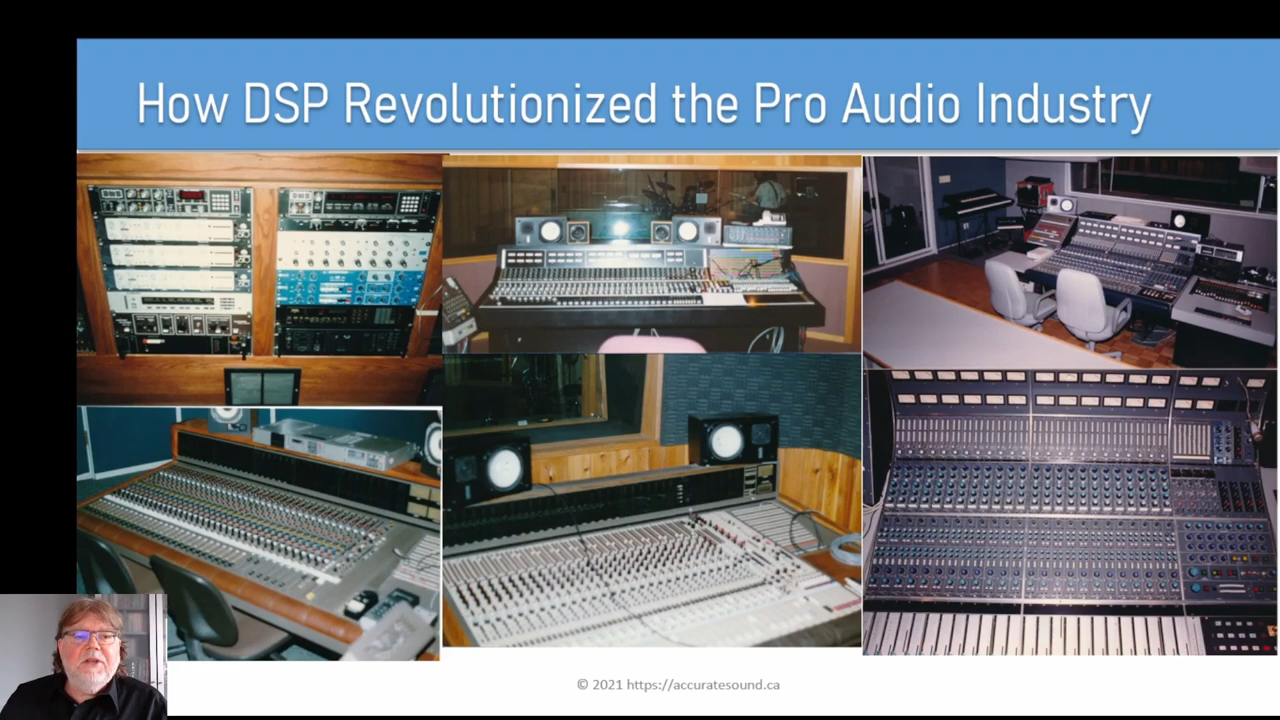 How DSP Revolutionized the Pro Audio Industry
© 2021 https://accuratesound.ca